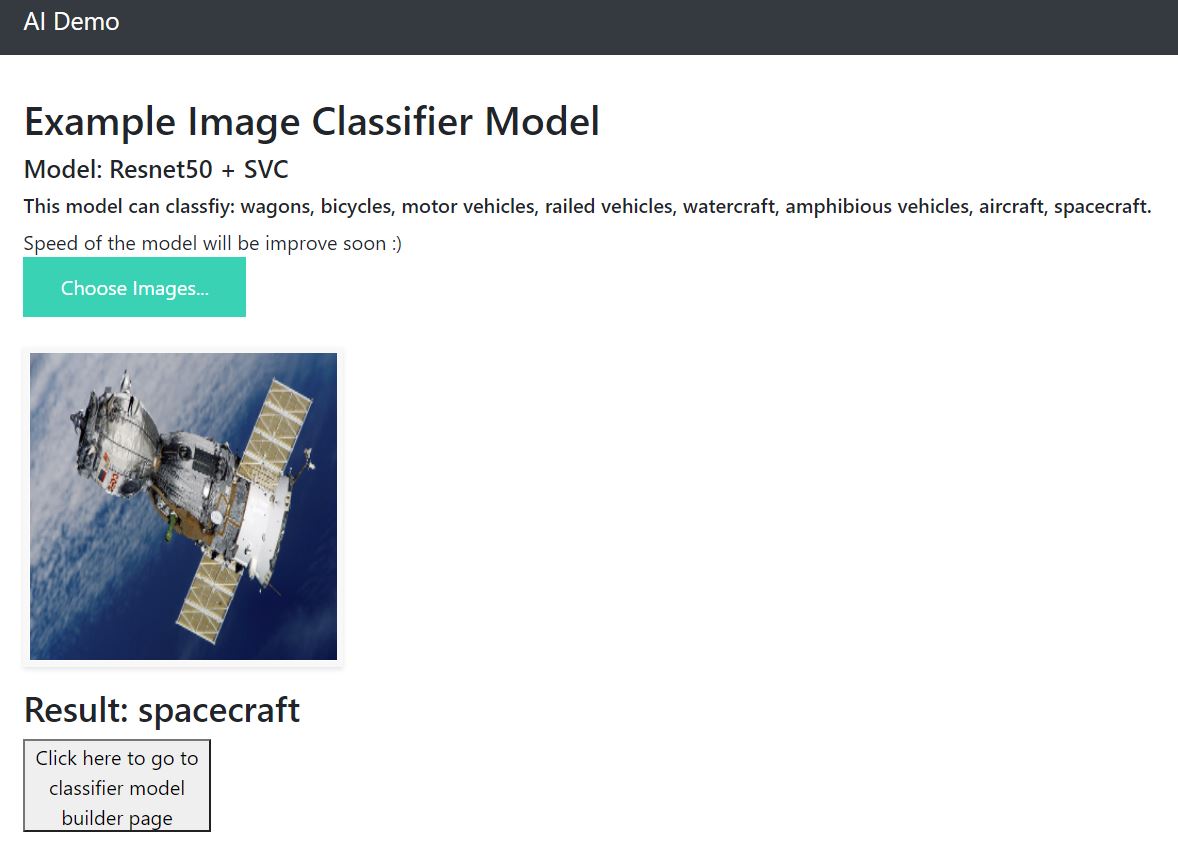 AI Demo
Example Image Classifier Model
Model: Resnet50 + SVC
This model can classfiy: wagons, bicycles, motor vehicles, railed vehicles, watercraft, amphibious vehicles, aircraft, spacecraft.
Speed of the model will be improve soon :)
Choose Images...
Result: spacecraft
Click here to go to
classifier model
builder page